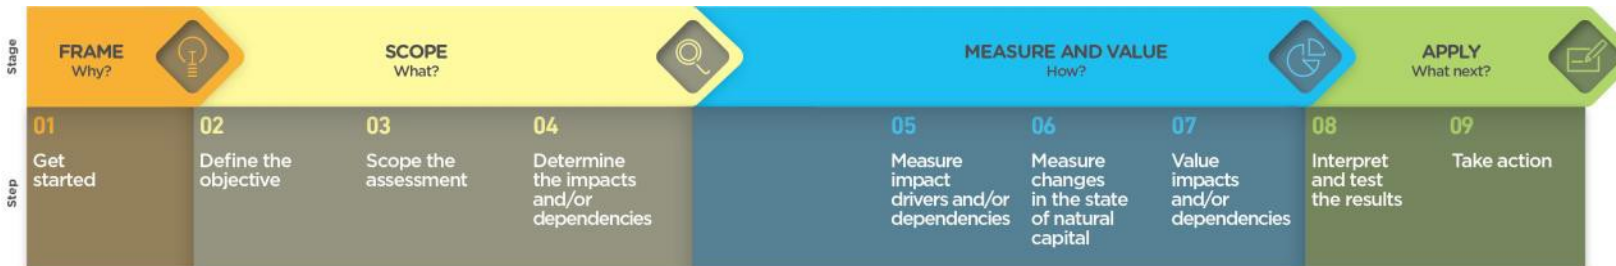 Stage
FRAME
Why?
SCOPE
What?
MEASURE AND VALUE
How?
APPLY
What next?
Step
01
Get
started
02
Define the
objective
03
Scope the
assessment
04
Determine
the impacts
and/or
dependencies
05
Measure
impact
drivers and/or
dependencies
06
Measure
changes
in the state
of natural
capital
07
Value
impacts
and/or
dependencies
08
Interpret
and test
the results
09
Take action